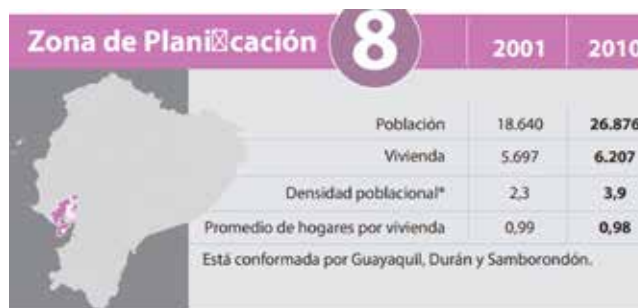 Zona de Plani☒cación 8 2001 2010
Población 18.640 26.876
Vivienda 5.697 6.207
Densidad poblacional* 2,3 3,9
Promedio de hogares por vivienda 0,99 0,98
Está conformada por Guayaquil, Durán y Samborondón.